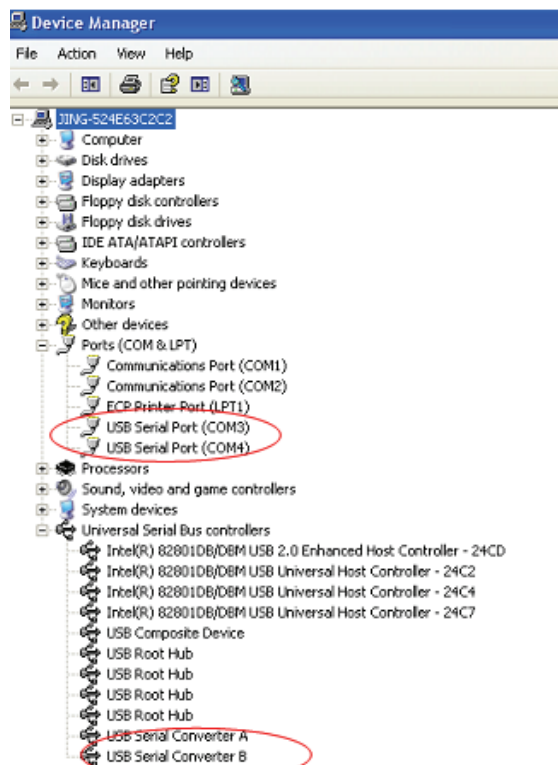 Device Manager
File Action View Help
JING-524E63C2C2
Computer
Disk drives
Display adapters
Floppy disk controllers
Floppy disk drives
IDE ATA/ATAPI controllers
Keyboards
Mice and other pointing devices
Monitors
Other devices
Ports (COM & LPT)
Communications Port (COM1)
Communications Port (COM2)
ECP Printer Port (LPT1)
USB Serial Port (COM3)
USB Serial Port (COM4)
Processors
Sound, video and game controllers
System devices
Universal Serial Bus controllers
Intel(R) 82801DB/DBM USB 2.0 Enhanced Host Controller - 24CD
Intel(R) 82801DB/DBM USB Universal Host Controller - 24C2
Intel(R) 82801DB/DBM USB Universal Host Controller - 24C4
Intel(R) 82801DB/DBM USB Universal Host Controller - 24C7
USB Composite Device
USB Root Hub
USB Root Hub
USB Root Hub
USB Root Hub
USB Serial Converter A
USB Serial Converter B